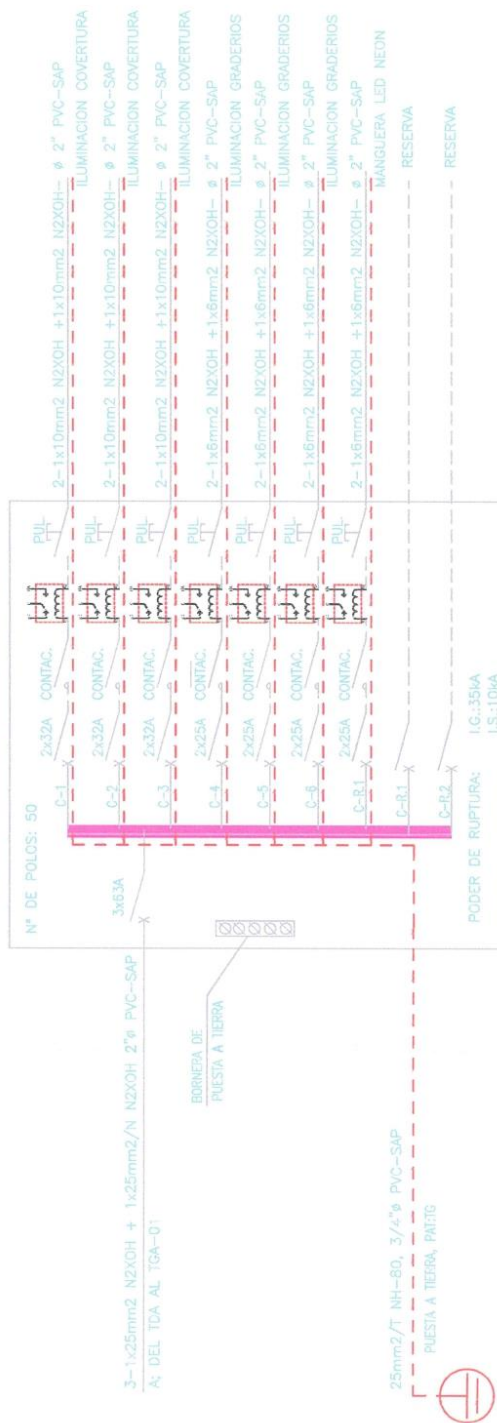 N° DE POLOS: 50
3-1x25mm2 N2XOH + 1x25mm2/N N2XOH 2"ø PVC-SAP
A; DEL TDA AL TGA-01
3x63A
BORNERA DE
PUESTA A TIERRA
25mm2/T NH-80, 3/4"ø PVC-SAP
PUESTA A TIERRA, PAT:TG
C-1 2x32A CONTAC. PUL 2-1x10mm2 N2XOH +1x10mm2 N2XOH- ø 2" PVC-SAP
ILUMINACION COVERTURA
C-2 2x32A CONTAC. PUL 2-1x10mm2 N2XOH +1x10mm2 N2XOH- ø 2" PVC-SAP
ILUMINACION COVERTURA
C-3 2x32A CONTAC. PUL 2-1x10mm2 N2XOH +1x10mm2 N2XOH- ø 2" PVC-SAP
ILUMINACION COVERTURA
C-4 2x25A CONTAC. PUL 2-1x6mm2 N2XOH +1x6mm2 N2XOH- ø 2" PVC-SAP
ILUMINACION GRADERIOS
C-5 2x25A CONTAC. PUL 2-1x6mm2 N2XOH +1x6mm2 N2XOH- ø 2" PVC-SAP
ILUMINACION GRADERIOS
C-6 2x25A CONTAC. PUL 2-1x6mm2 N2XOH +1x6mm2 N2XOH- ø 2" PVC-SAP
ILUMINACION GRADERIOS
C-R.1 2x25A CONTAC. PUL 2-1x6mm2 N2XOH +1x6mm2 N2XOH- ø 2" PVC-SAP
MANGUERA LED NEON
C-R.1 RESERVA
C-R.2 RESERVA
PODER DE RUPTURA: I.G.:35kA
I.S.:10kA